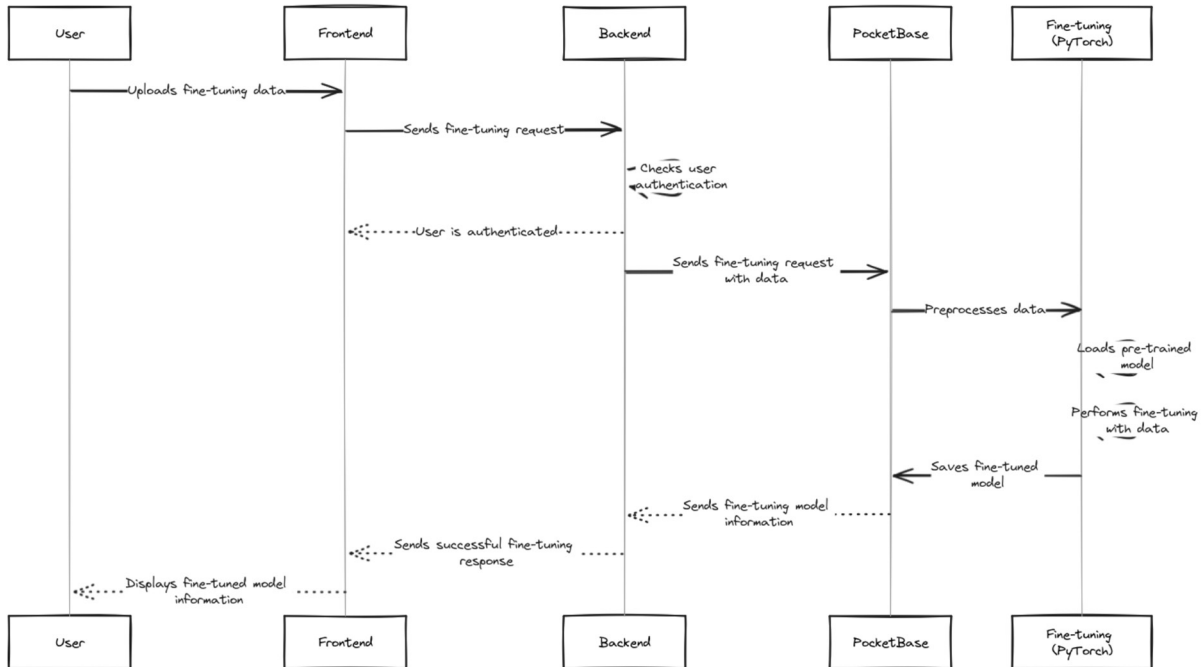 User
Frontend
Backend
PocketBase
Fine-tuning
(PyTorch)
Uploads fine-tuning data
Sends fine-tuning request
Checks user
authentication
User is authenticated
Sends fine-tuning request
with data
Preprocesses data
Loads pre-trained
model
Performs fine-tuning
with data
Saves fine-tuned
model
Sends fine-tuning model
information
Sends successful fine-tuning
response
Displays fine-tuned model
information
User
Frontend
Backend
PocketBase
Fine-tuning
(PyTorch)